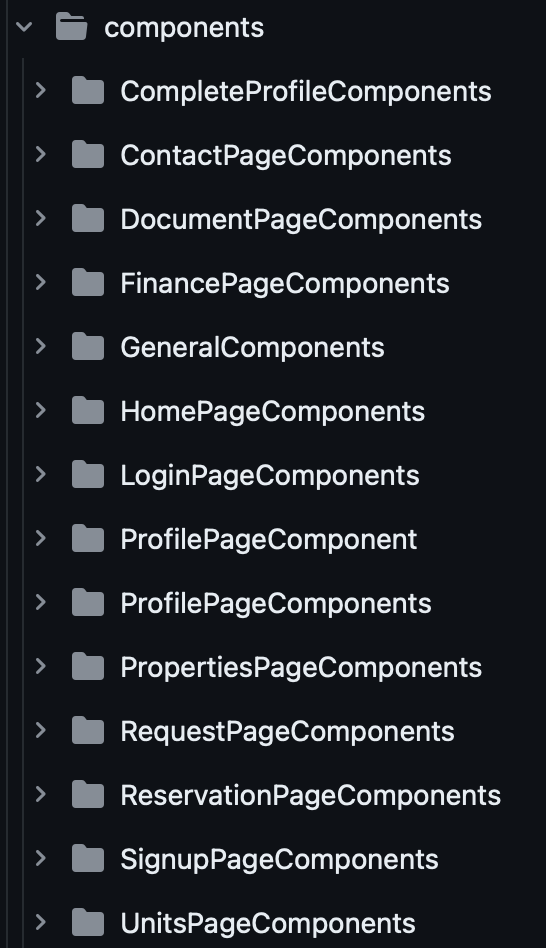 components
CompleteProfileComponents
ContactPageComponents
DocumentPageComponents
FinancePageComponents
GeneralComponents
HomePageComponents
LoginPageComponents
ProfilePageComponent
ProfilePageComponents
PropertiesPageComponents
RequestPageComponents
ReservationPageComponents
SignupPageComponents
UnitsPageComponents